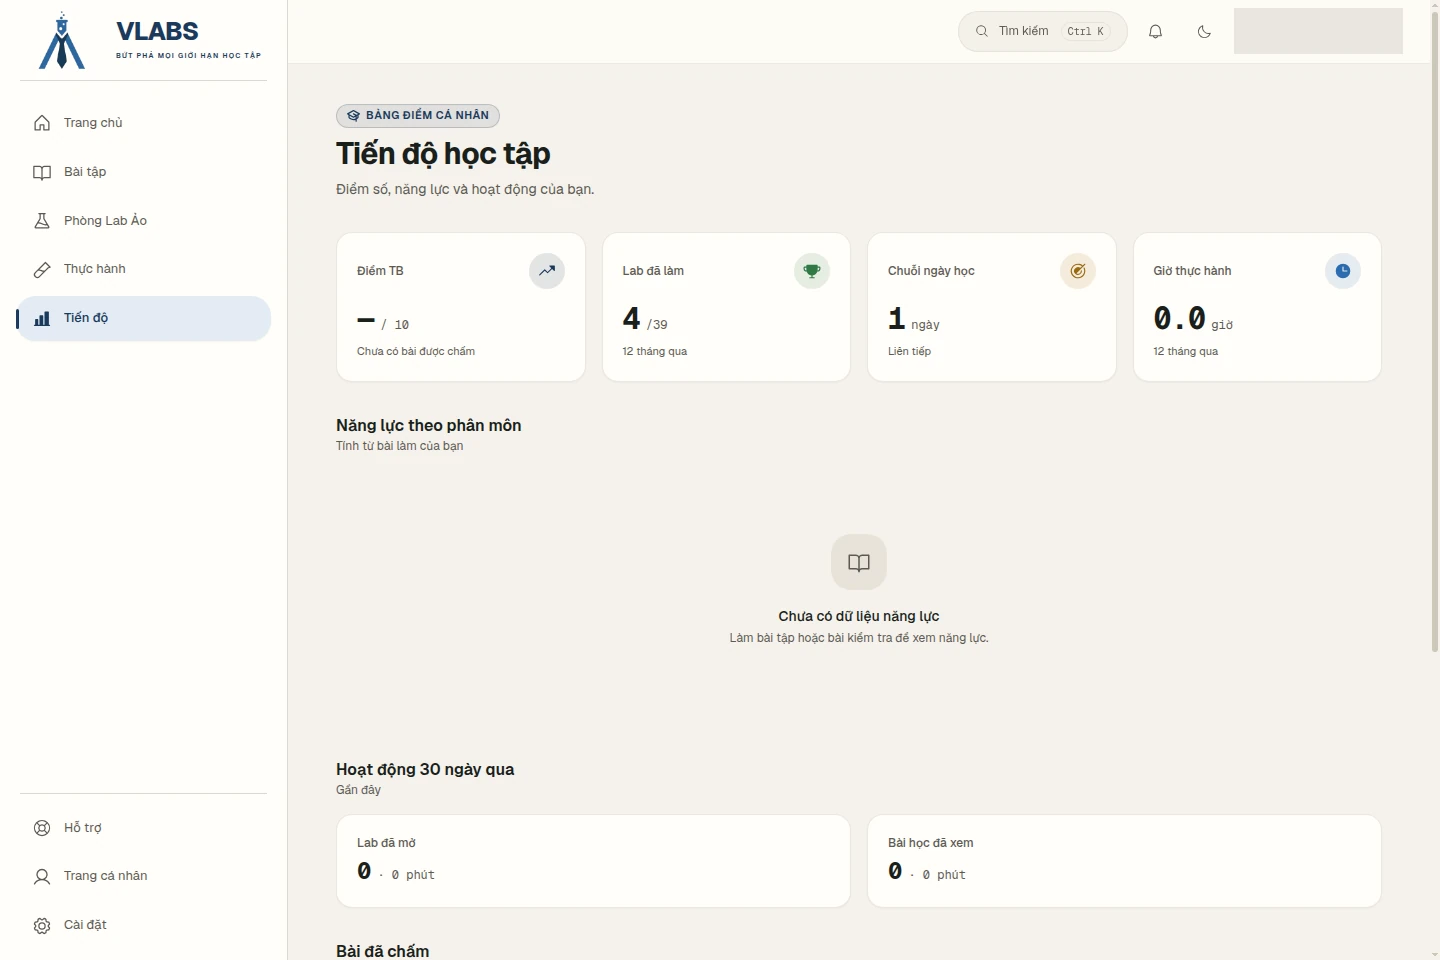 VLABS
BỨT PHÁ MỌI GIỚI HẠN HỌC TẬP
Trang chủ
Bài tập
Phòng Lab Ảo
Thực hành
Tiến độ
Hỗ trợ
Trang cá nhân
Cài đặt
Tìm kiếm Ctrl K
BẢNG ĐIỂM CÁ NHÂN
Tiến độ học tập
Điểm số, năng lực và hoạt động của bạn.
Điểm TB
— / 10
Chưa có bài được chấm
Lab đã làm
4 /39
12 tháng qua
Chuỗi ngày học
1 ngày
Liên tiếp
Giờ thực hành
0.0 giờ
12 tháng qua
Năng lực theo phân môn
Tính từ bài làm của bạn
Chưa có dữ liệu năng lực
Làm bài tập hoặc bài kiểm tra để xem năng lực.
Hoạt động 30 ngày qua
Gần đây
Lab đã mở
0 · 0 phút
Bài học đã xem
0 · 0 phút
Bài đã chấm